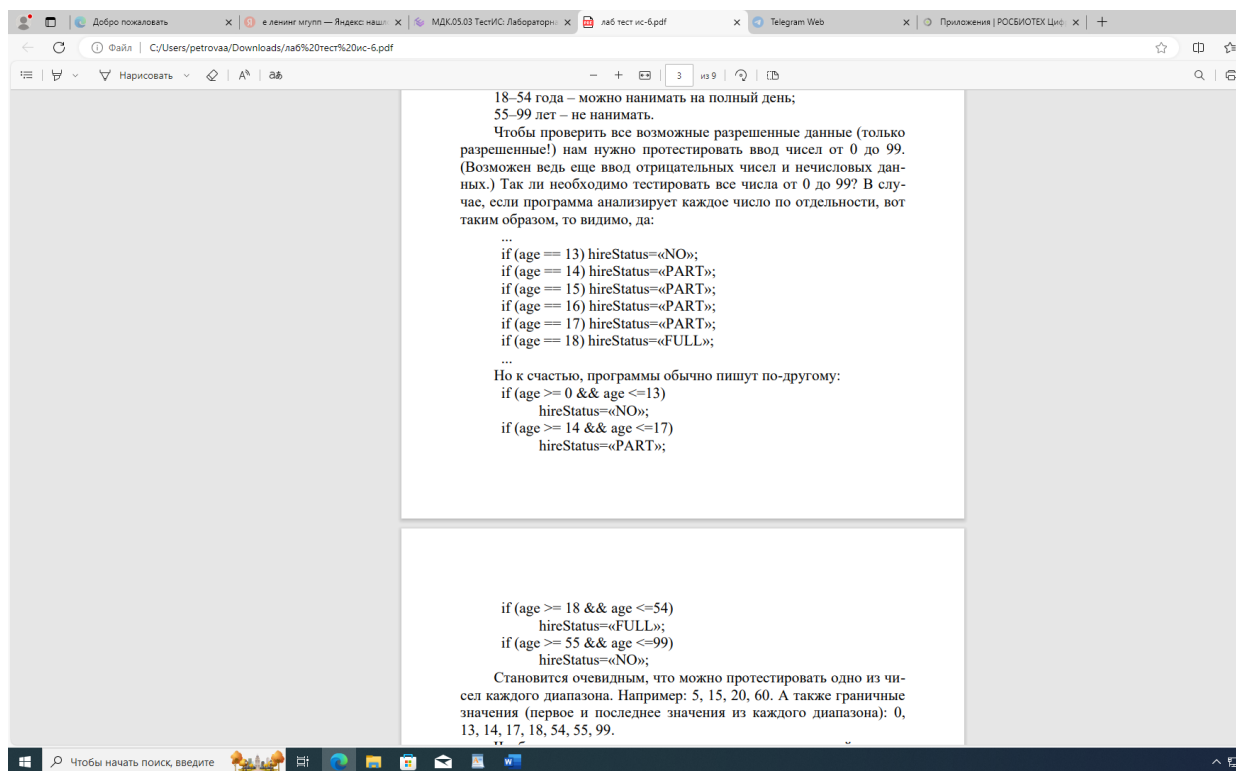 Добро пожаловать
е ленинг мгупп — Яндекс: нашл
МДК.05.03 ТестИС: Лабораторна
лаб тест ис-6.pdf
Telegram Web
Приложения | РОСБИОТЕХ Циф
Файл | C:/Users/petrovaa/Downloads/лаб%20тест%20ис-6.pdf
Нарисовать
3 из 9
18–54 года – можно нанимать на полный день;
55–99 лет – не нанимать.
Чтобы проверить все возможные разрешенные данные (только
разрешенные!) нам нужно протестировать ввод чисел от 0 до 99.
(Возможен ведь еще ввод отрицательных чисел и нечисловых дан-
ных.) Так ли необходимо тестировать все числа от 0 до 99? В слу-
чае, если программа анализирует каждое число по отдельности, вот
таким образом, то видимо, да:
...
if (age == 13) hireStatus=«NO»;
if (age == 14) hireStatus=«PART»;
if (age == 15) hireStatus=«PART»;
if (age == 16) hireStatus=«PART»;
if (age == 17) hireStatus=«PART»;
if (age == 18) hireStatus=«FULL»;
...
Но к счастью, программы обычно пишут по-другому:
if (age >= 0 && age <=13)
hireStatus=«NO»;
if (age >= 14 && age <=17)
hireStatus=«PART»;
if (age >= 18 && age <=54)
hireStatus=«FULL»;
if (age >= 55 && age <=99)
hireStatus=«NO»;
Становится очевидным, что можно протестировать одно из чи-
сел каждого диапазона. Например: 5, 15, 20, 60. А также граничные
значения (первое и последнее значения из каждого диапазона): 0,
13, 14, 17, 18, 54, 55, 99.
Чтобы начать поиск, введите